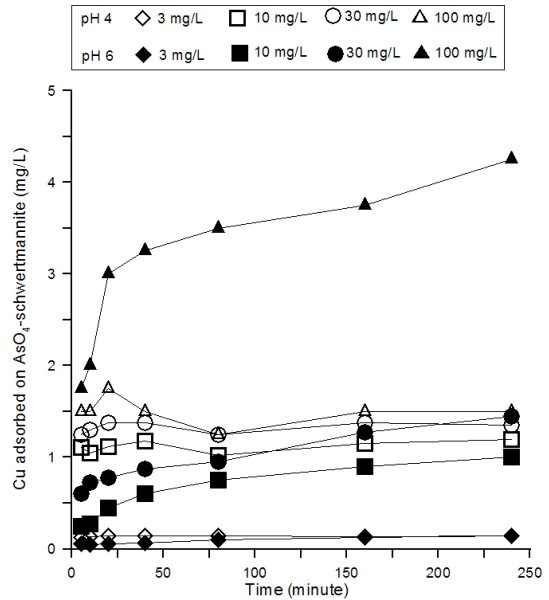 pH 4 3 mg/L 10 mg/L 30 mg/L 100 mg/L
pH 6 3 mg/L 10 mg/L 30 mg/L 100 mg/L
5
4
3
2
1
0
Cu adsorbed on AsO₄-schwertmannite (mg/L)
0 50 100 150 200 250
Time (minute)